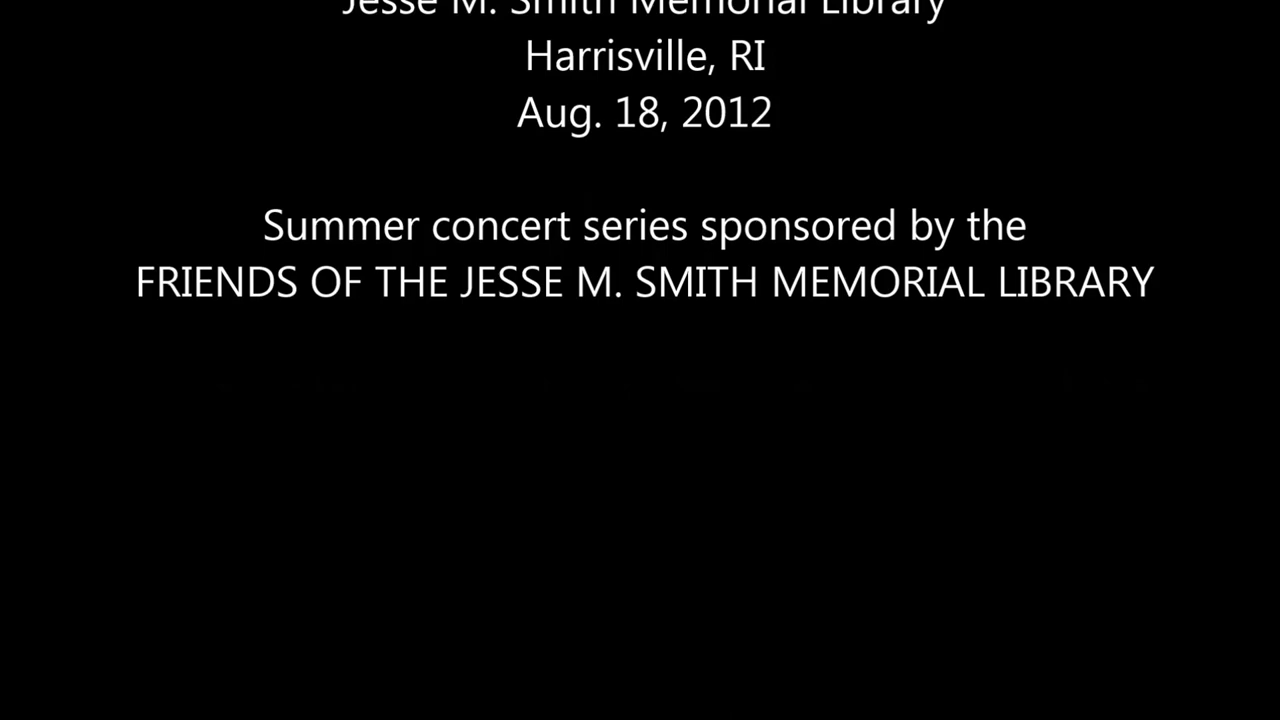 Jesse M. Smith Memorial Library
Harrisville, RI
Aug. 18, 2012
Summer concert series sponsored by the
FRIENDS OF THE JESSE M. SMITH MEMORIAL LIBRARY